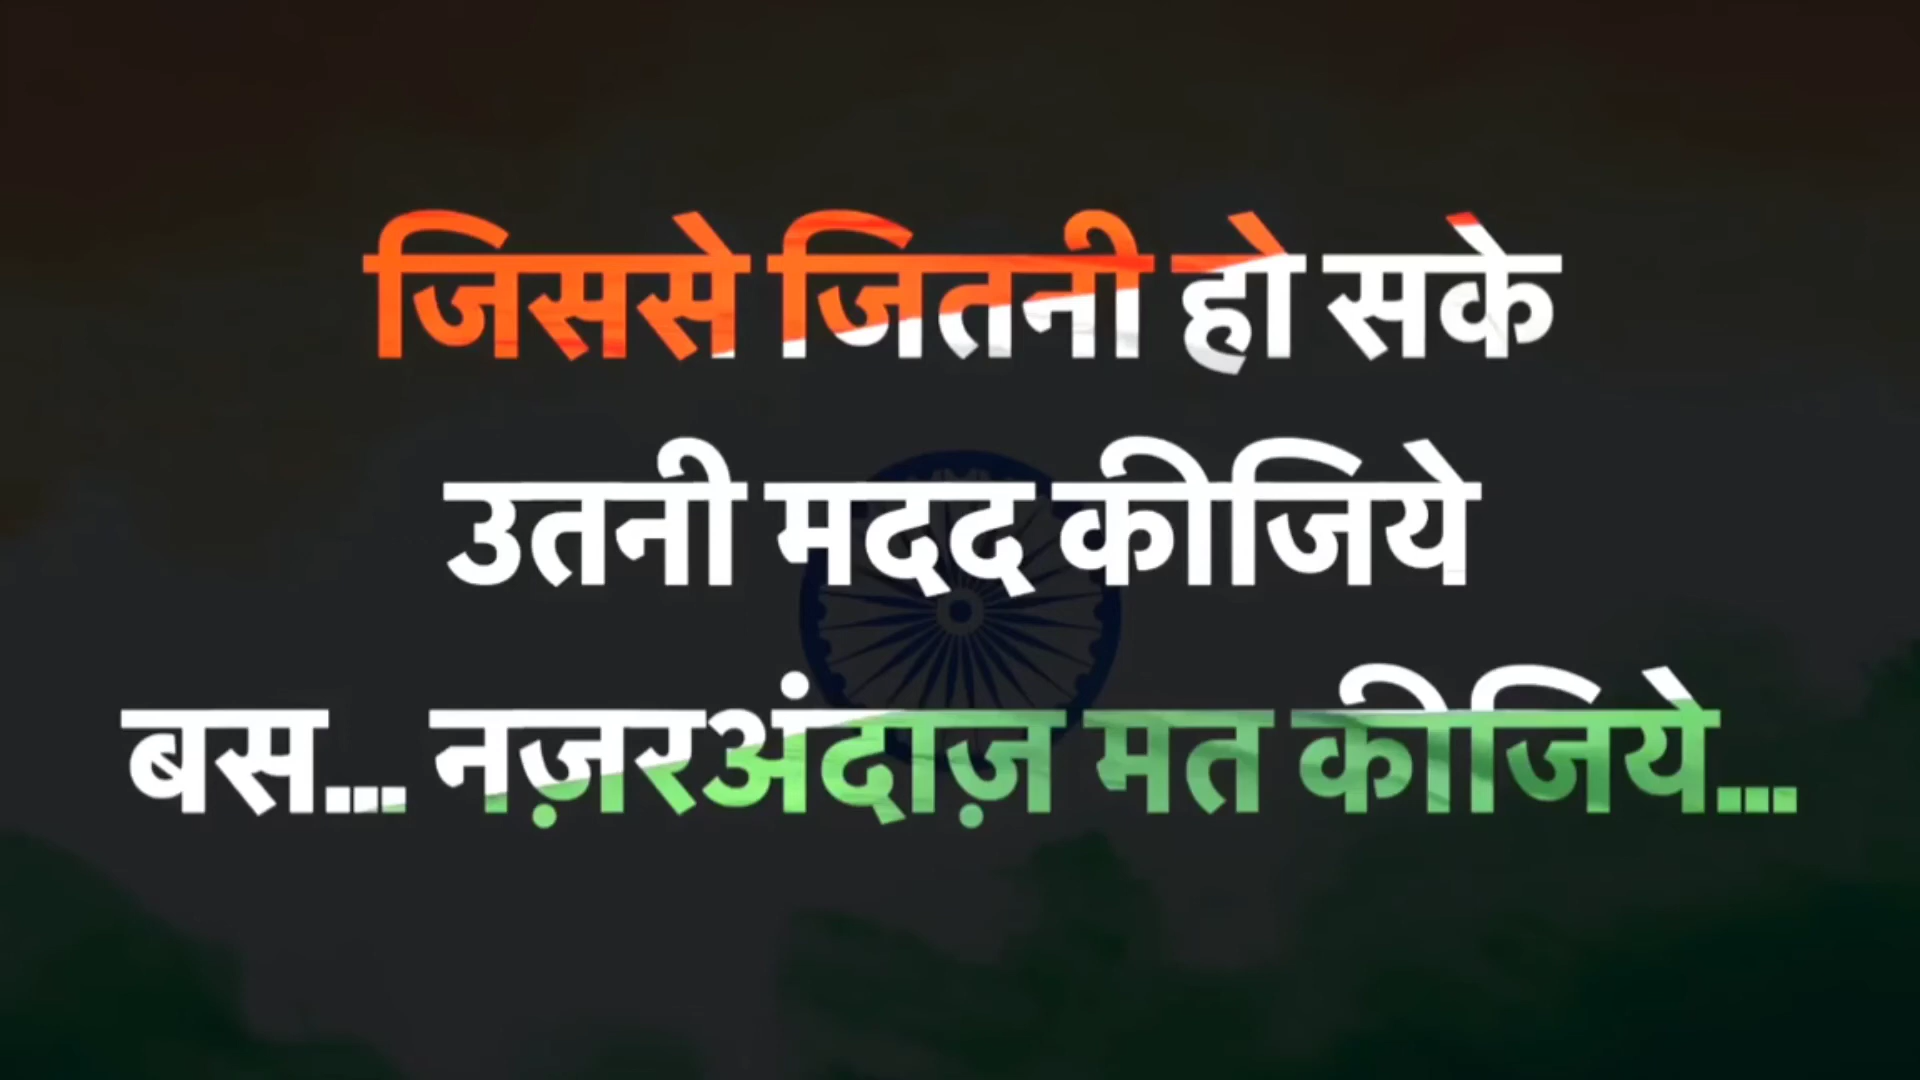 जिससे जितनी हो सके
उतनी मदद कीजिये
बस... नज़रअंदाज़ मत कीजिये...